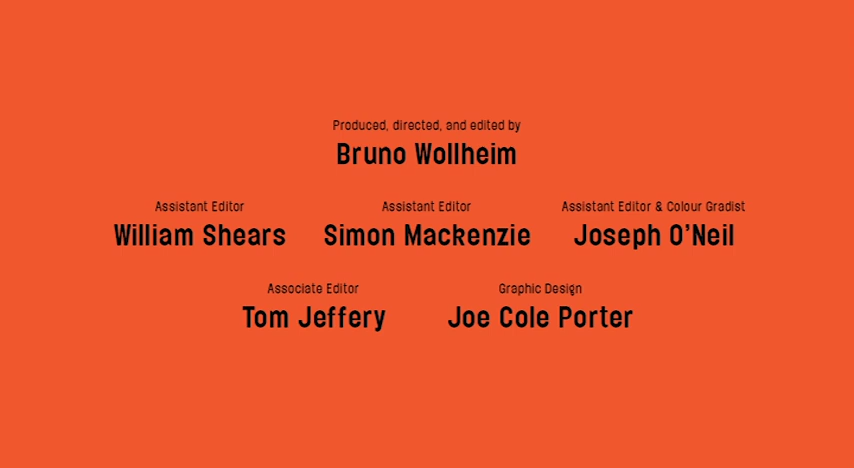 Produced, directed, and edited by
Bruno Wollheim
Assistant Editor Assistant Editor Assistant Editor & Colour Gradist
William Shears Simon Mackenzie Joseph O'Neil
Associate Editor Graphic Design
Tom Jeffery Joe Cole Porter